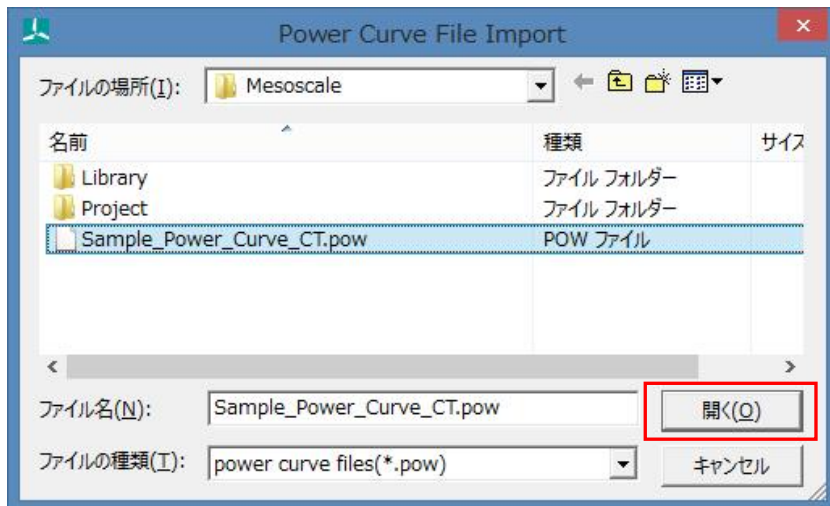 Power Curve File Import
ファイルの場所(I): Mesoscale
名前 種類 サイズ
Library ファイル フォルダー
Project ファイル フォルダー
Sample_Power_Curve_CT.pow POW ファイル
ファイル名(N): Sample_Power_Curve_CT.pow 開く(O)
ファイルの種類(T): power curve files(*.pow) キャンセル